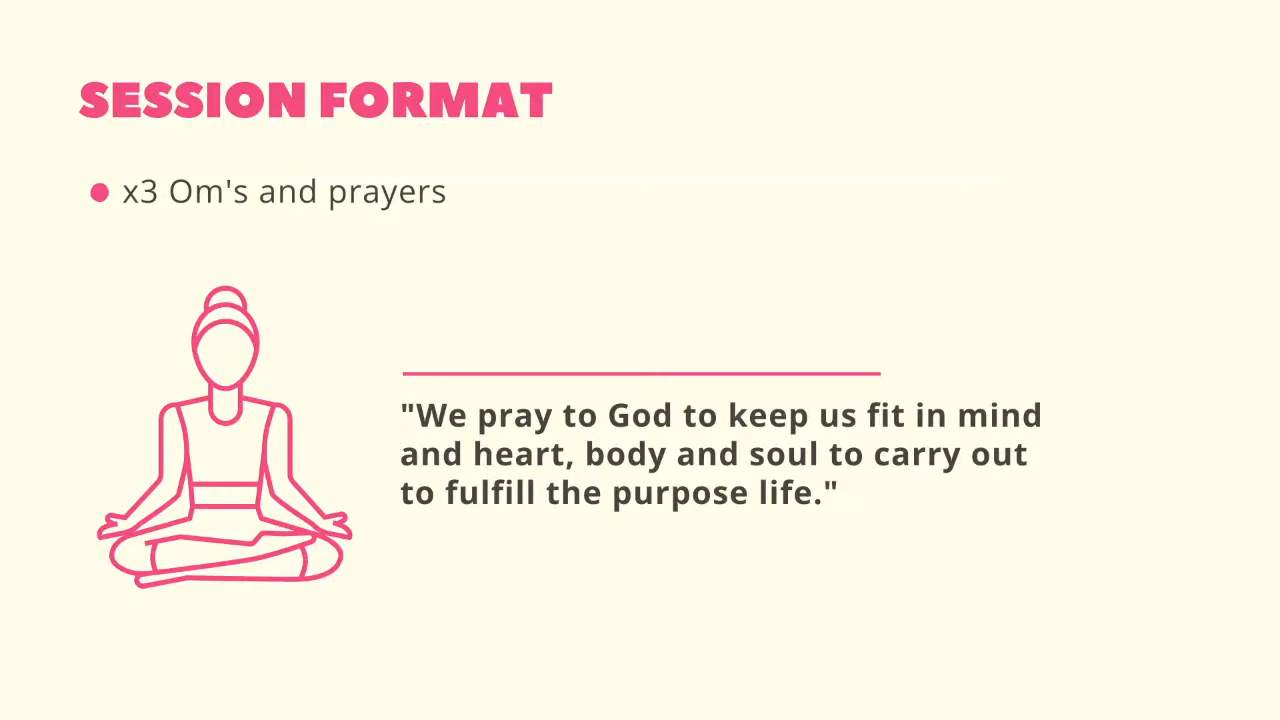 SESSION FORMAT
x3 Om's and prayers
"We pray to God to keep us fit in mind
and heart, body and soul to carry out
to fulfill the purpose life."